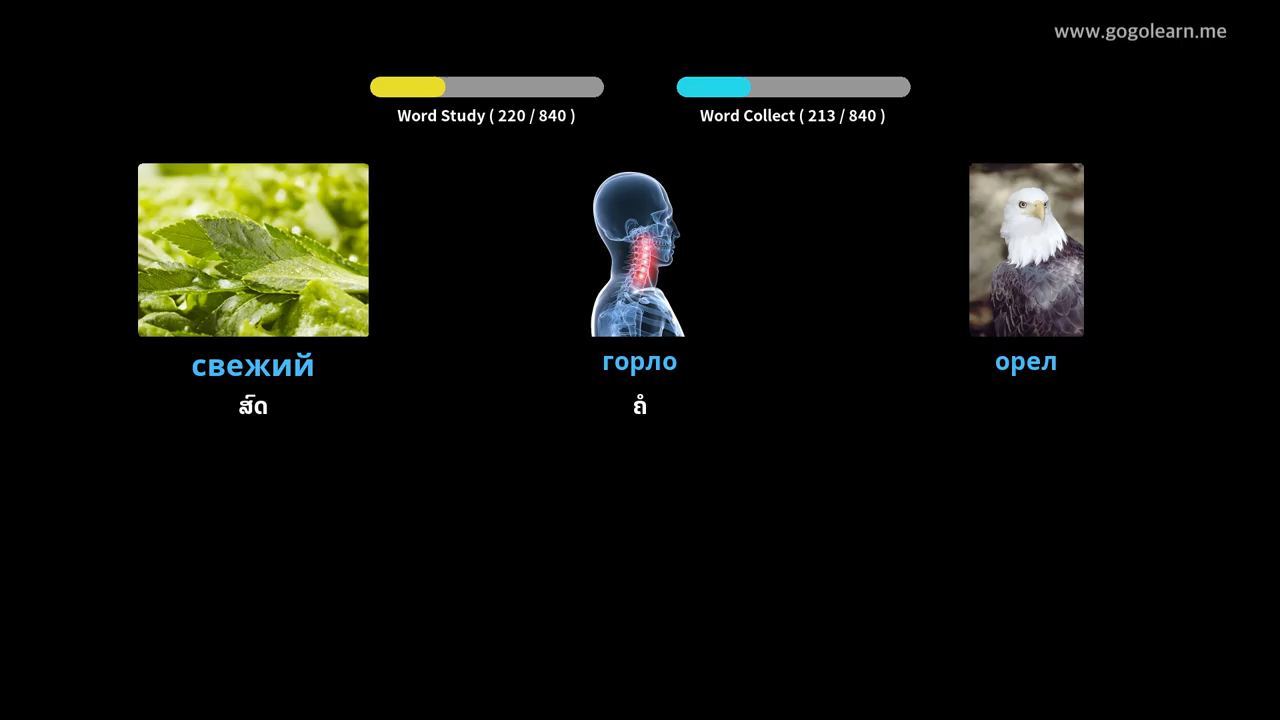 www.gogolearn.me
Word Study ( 220 / 840 )
Word Collect ( 213 / 840 )
свежий
горло
орел
ສົດ
ຄໍ